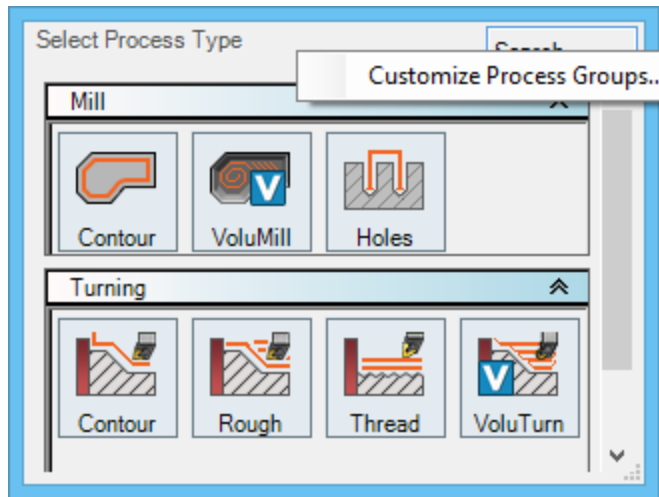 Select Process Type
Customize Process Groups..
Mill
Contour VoluMill Holes
Turning
Contour Rough Thread VoluTurn